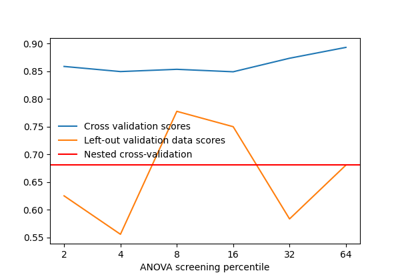 0.90
0.85
0.80
0.75
0.70
0.65
0.60
0.55
Cross validation scores
Left-out validation data scores
Nested cross-validation
2 4 8 16 32 64
ANOVA screening percentile